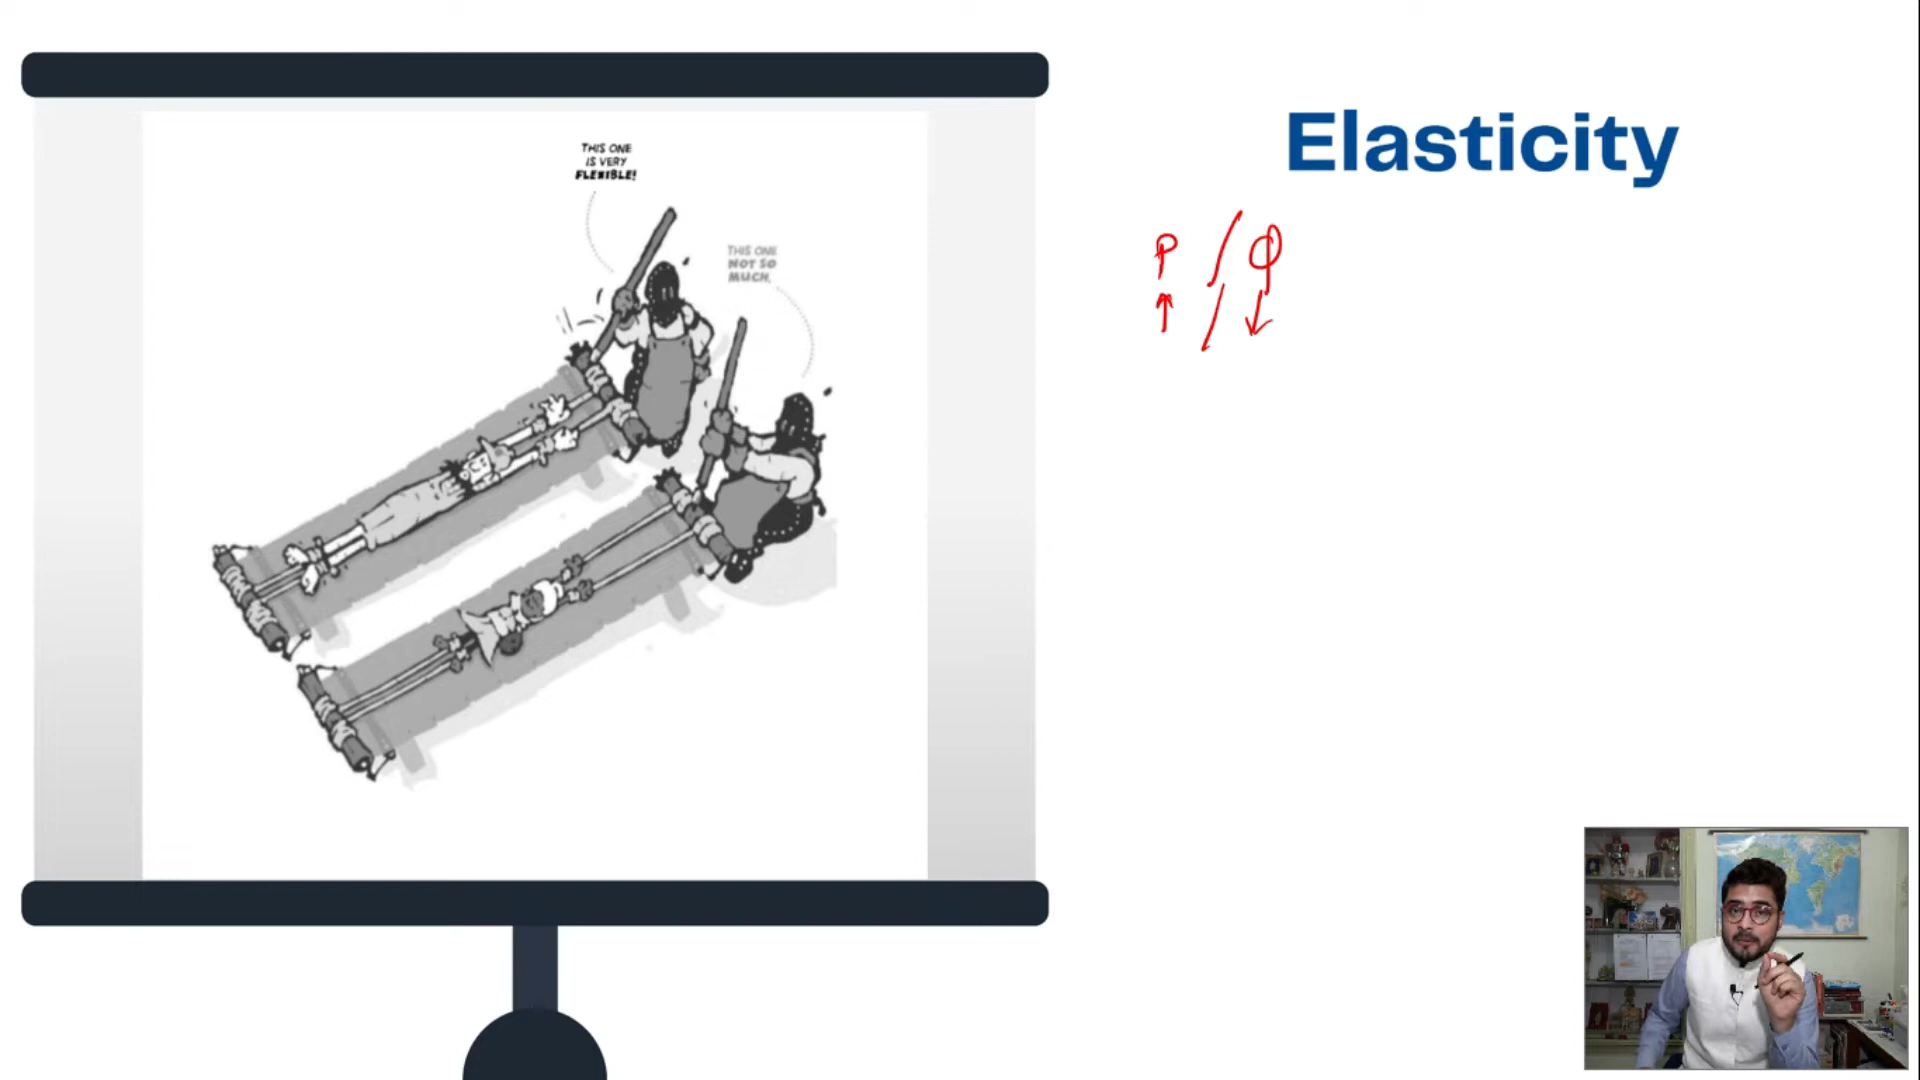 THIS ONE
IS VERY
FLEXIBLE!
THIS ONE
NOT SO
MUCH.
Elasticity
P / Q
↑ / ↓